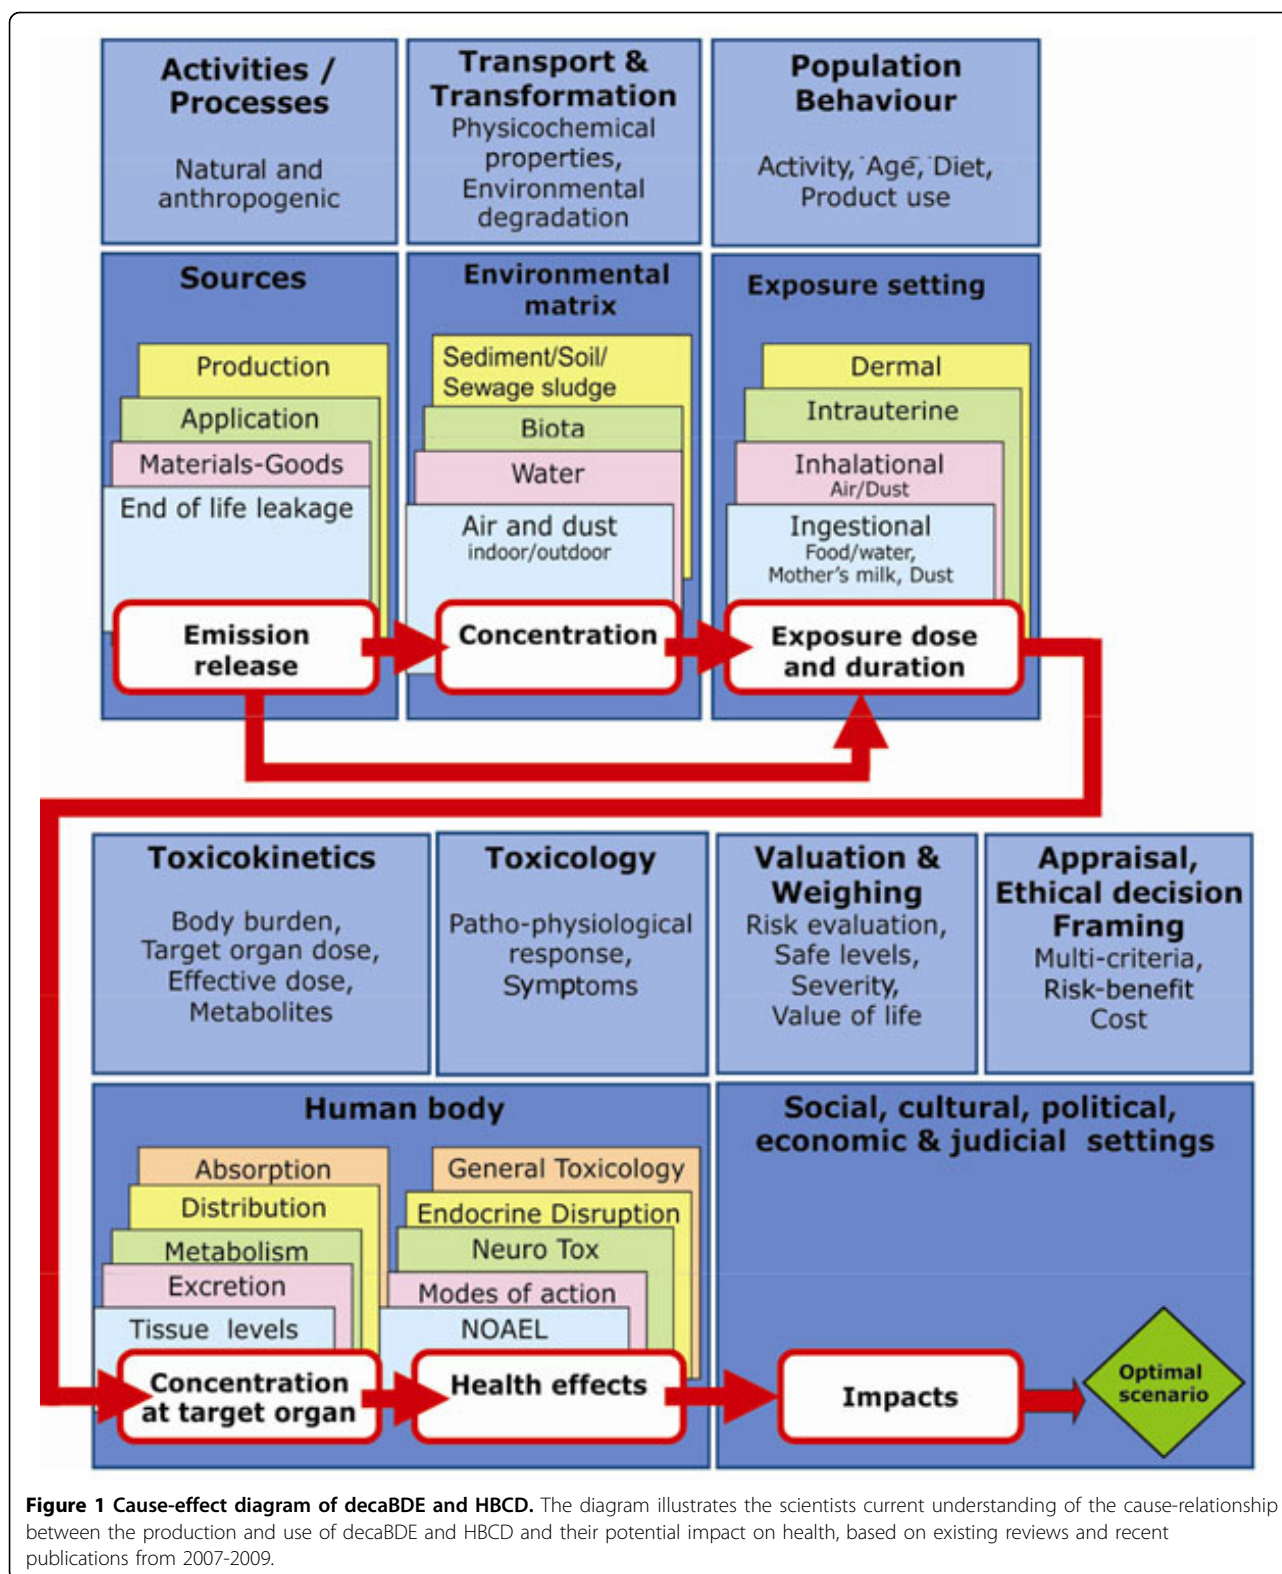 Activities /
Processes
Natural and
anthropogenic
Transport &
Transformation
Physicochemical
properties,
Environmental
degradation
Population
Behaviour
Activity, Age, Diet,
Product use
Sources
Production
Application
Materials-Goods
End of life leakage
Emission
release
Environmental
matrix
Sediment/Soil/
Sewage sludge
Biota
Water
Air and dust
indoor/outdoor
Concentration
Exposure setting
Dermal
Intrauterine
Inhalational
Air/Dust
Ingestional
Food/water,
Mother's milk, Dust
Exposure dose
and duration
Toxicokinetics
Body burden,
Target organ dose,
Effective dose,
Metabolites
Toxicology
Patho-physiological
response,
Symptoms
Valuation &
Weighing
Risk evaluation,
Safe levels,
Severity,
Value of life
Appraisal,
Ethical decision
Framing
Multi-criteria,
Risk-benefit
Cost
Human body
Absorption
Distribution
Metabolism
Excretion
Tissue levels
Concentration
at target organ
General Toxicology
Endocrine Disruption
Neuro Tox
Modes of action
NOAEL
Health effects
Social, cultural, political,
economic & judicial settings
Impacts
Optimal
scenario
Figure 1 Cause-effect diagram of decaBDE and HBCD. The diagram illustrates the scientists current understanding of the cause-relationship
between the production and use of decaBDE and HBCD and their potential impact on health, based on existing reviews and recent
publications from 2007-2009.